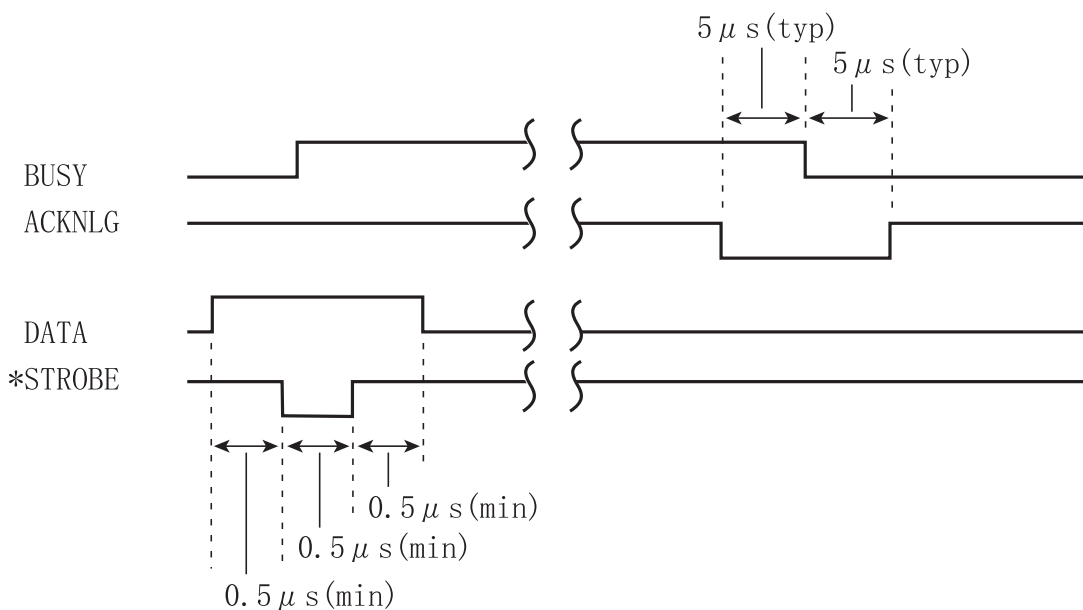 5μs(typ)
5μs(typ)
BUSY
ACKNLG
DATA
*STROBE
0.5μs(min)
0.5μs(min)
0.5μs(min)